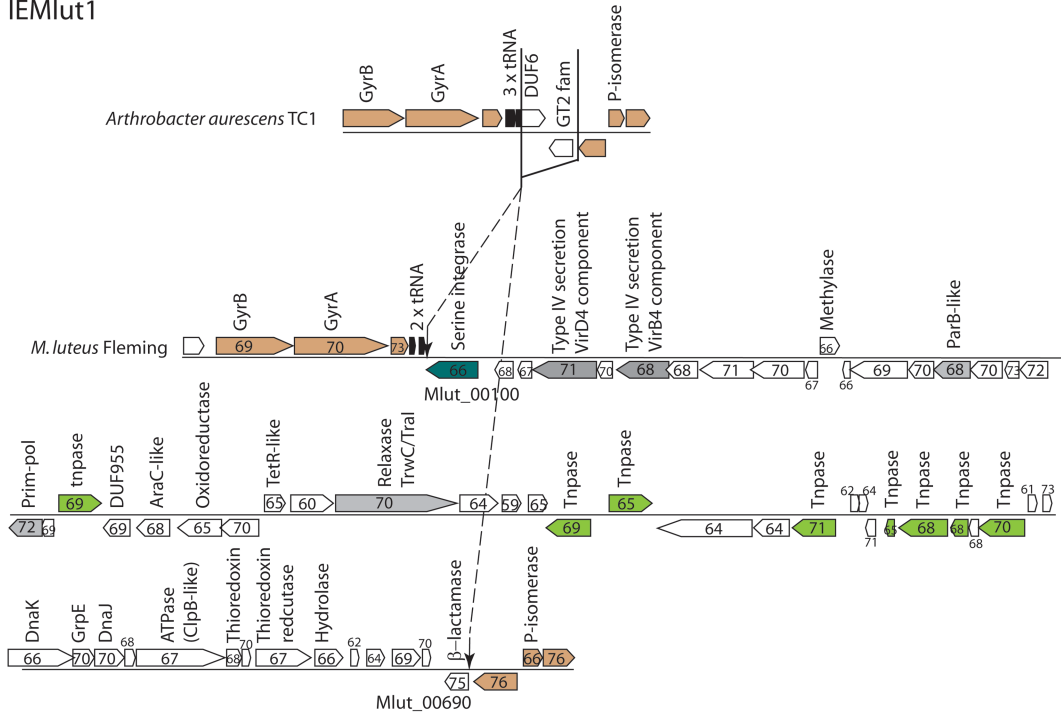 IEMlut1
GyrB
GyrA
3 x tRNA
DUF6
GT2 fam
P-isomerase
Arthrobacter aurescens TC1
GyrB
GyrA
2 x tRNA
Serine integrase
Type IV secretion
VirD4 component
Type IV secretion
VirB4 component
Methylase
ParB-like
M. luteus Fleming
69 70 73 66
66 68 67 71 70 68 68 71 70 67 66 69 70 68 70 73 72
Mlut_00100
Prim-pol
tnpase
DUF955
AraC-like
Oxidoreductase
TetR-like
Relaxase
TrwC/TraI
Tnpase
Tnpase
Tnpase
Tnpase
Tnpase
Tnpase
69 65 60 70 64 59 65 65 62 64 61 73
72 69 69 68 65 70 69 64 64 71 71 65 68 68 68 70
DnaK
GrpE
DnaJ
ATPase
(ClpB-like)
Thioredoxin
Thioredoxin
redcutase
Hydrolase
β–lactamase
P-isomerase
66 70 70 68 67 68 70 67 66 62 64 69 70 66 76
75 76
Mlut_00690